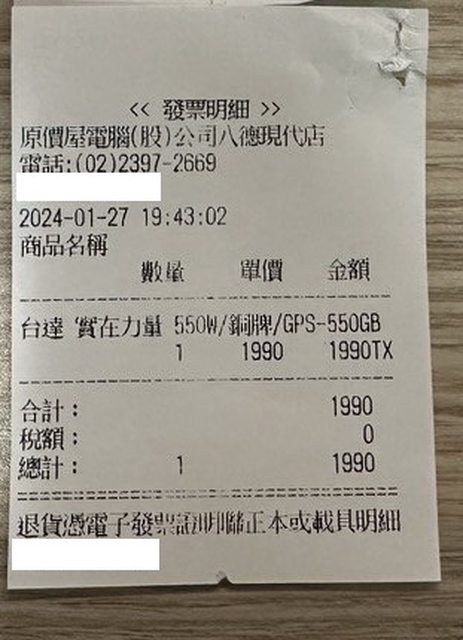 << 發票明細 >>
原價屋電腦(股)公司八德現代店
電話:(02)2397-2669
2024-01-27 19:43:02
商品名稱
數量 單價 金額
台達 '實在力量 550W/銅牌/GPS-550GB
1 1990 1990TX
合計： 1990
稅額： 0
總計： 1 1990
退貨憑電子發票證明聯正本或載具明細